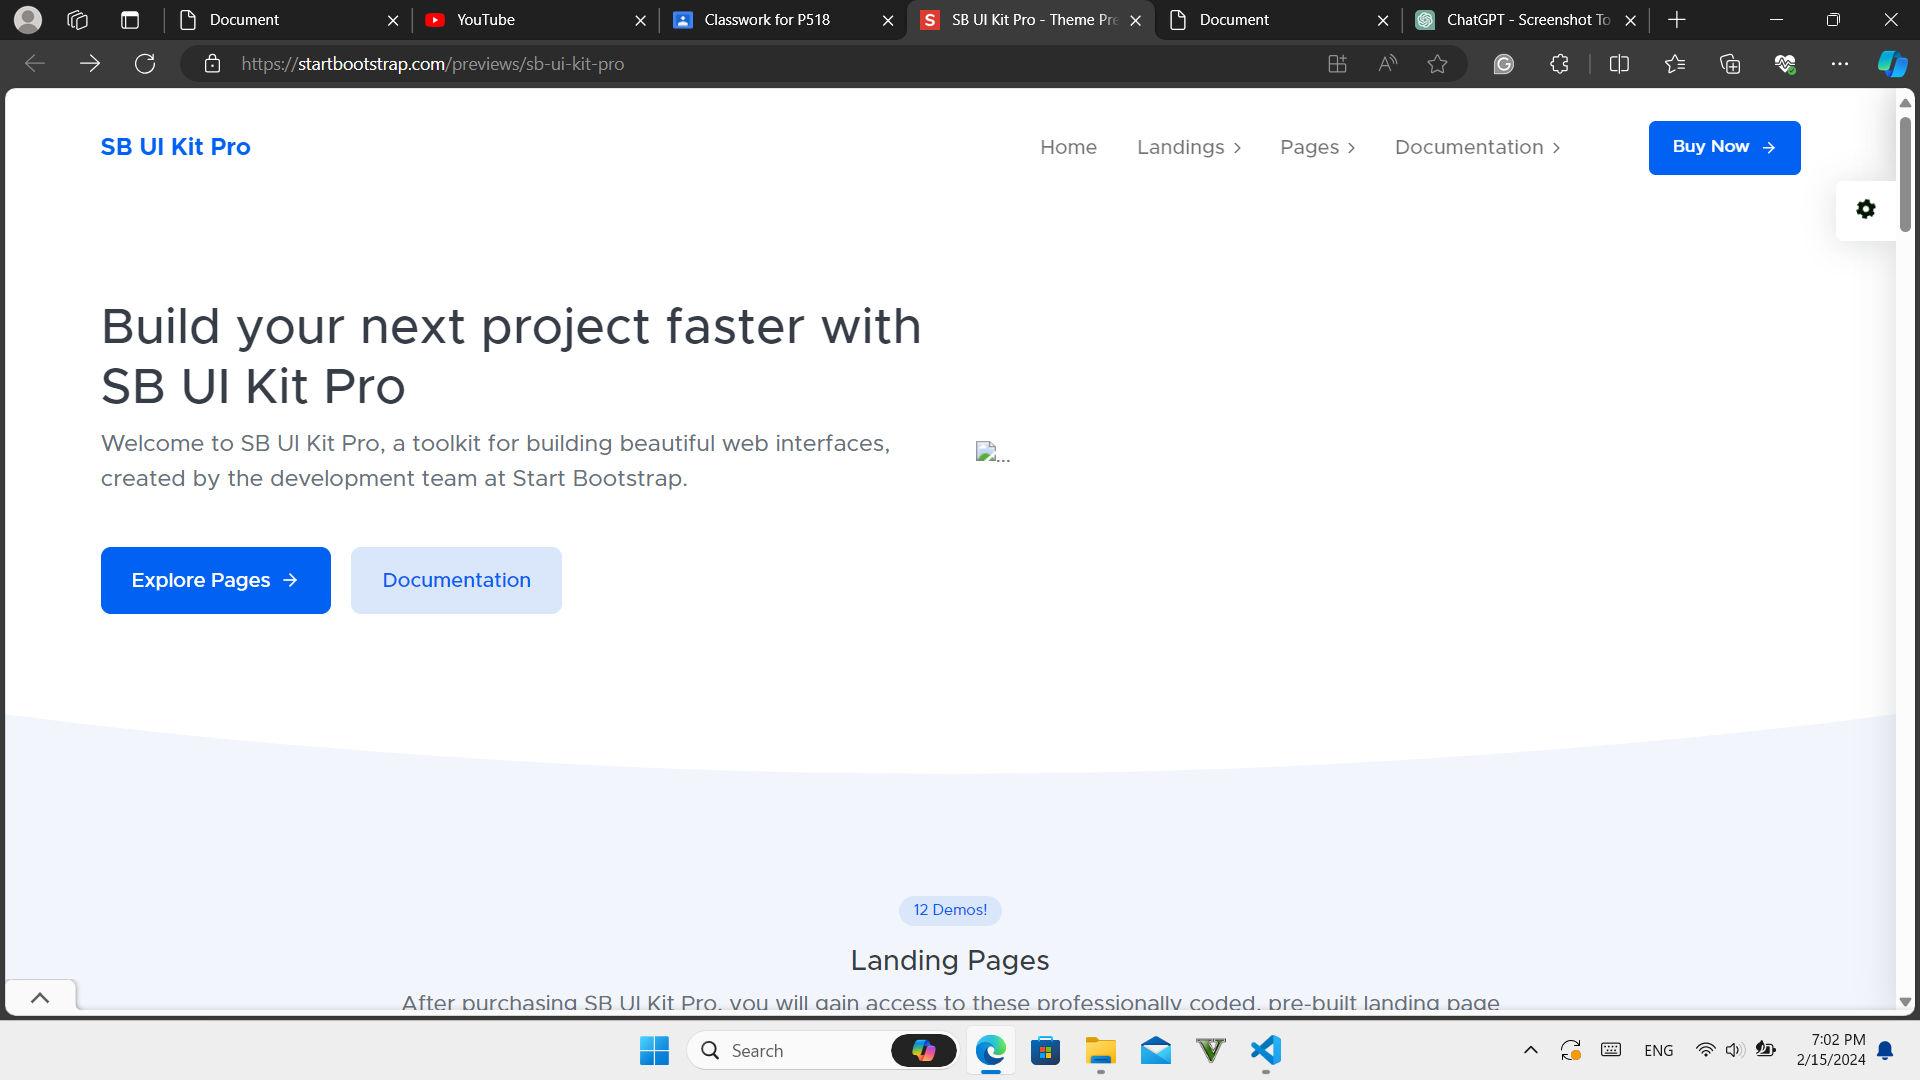 Document
YouTube
Classwork for P518
SB UI Kit Pro - Theme Pre
Document
ChatGPT - Screenshot To
https://startbootstrap.com/previews/sb-ui-kit-pro
SB UI Kit Pro
Home
Landings
Pages
Documentation
Buy Now
Build your next project faster with
SB UI Kit Pro
Welcome to SB UI Kit Pro, a toolkit for building beautiful web interfaces,
created by the development team at Start Bootstrap.
...
Explore Pages
Documentation
12 Demos!
Landing Pages
After purchasing SB UI Kit Pro, you will gain access to these professionally coded, pre-built landing page
Search
ENG
7:02 PM
2/15/2024